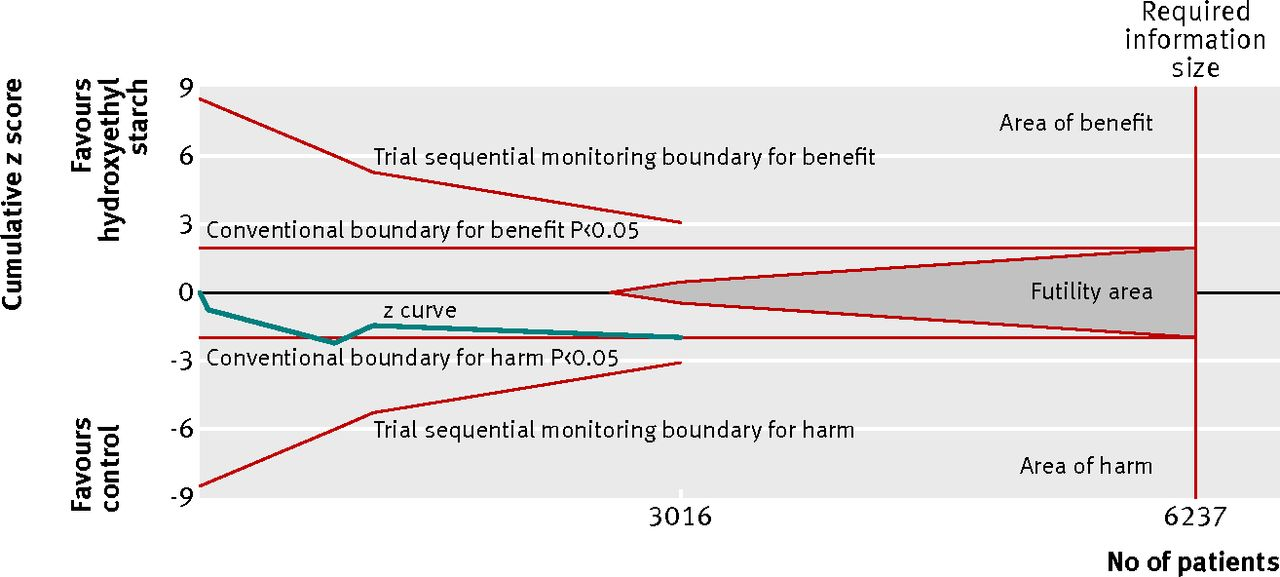 Required
information
size
Cumulative z score
Favours
hydroxyethyl
starch
Favours
control
9
6
3
0
-3
-6
-9
Area of benefit
Trial sequential monitoring boundary for benefit
Conventional boundary for benefit P<0.05
Futility area
z curve
Conventional boundary for harm P<0.05
Trial sequential monitoring boundary for harm
Area of harm
3016
6237
No of patients